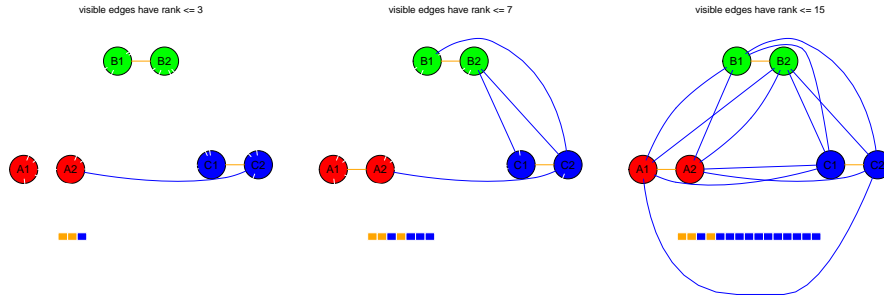 visible edges have rank <= 3
B1 B2
A1 A2 C1 C2
visible edges have rank <= 7
B1 B2
A1 A2 C1 C2
visible edges have rank <= 15
B1 B2
A1 A2 C1 C2